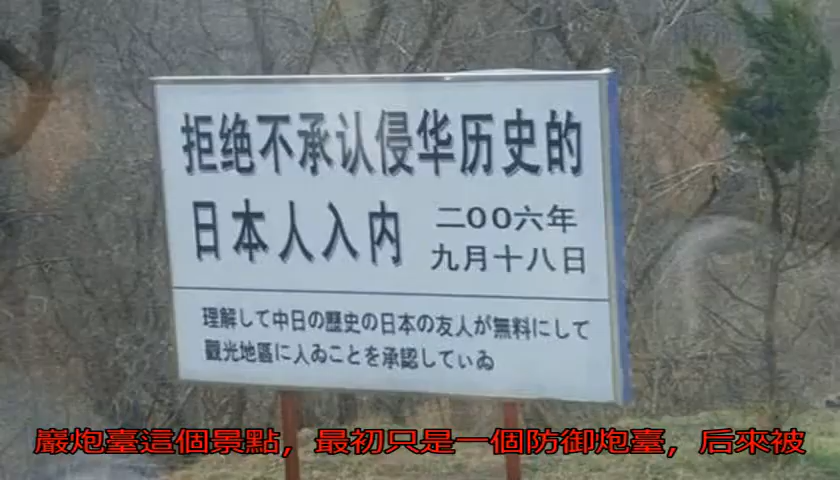 拒绝不承认侵华历史的
日本人入内
二00六年
九月十八日
理解して中日の歷史の日本の友人が無料にして
觀光地區に人ゐことを承認してぃゐ
巖炮臺這個景點，最初只是一個防御炮臺，后來被